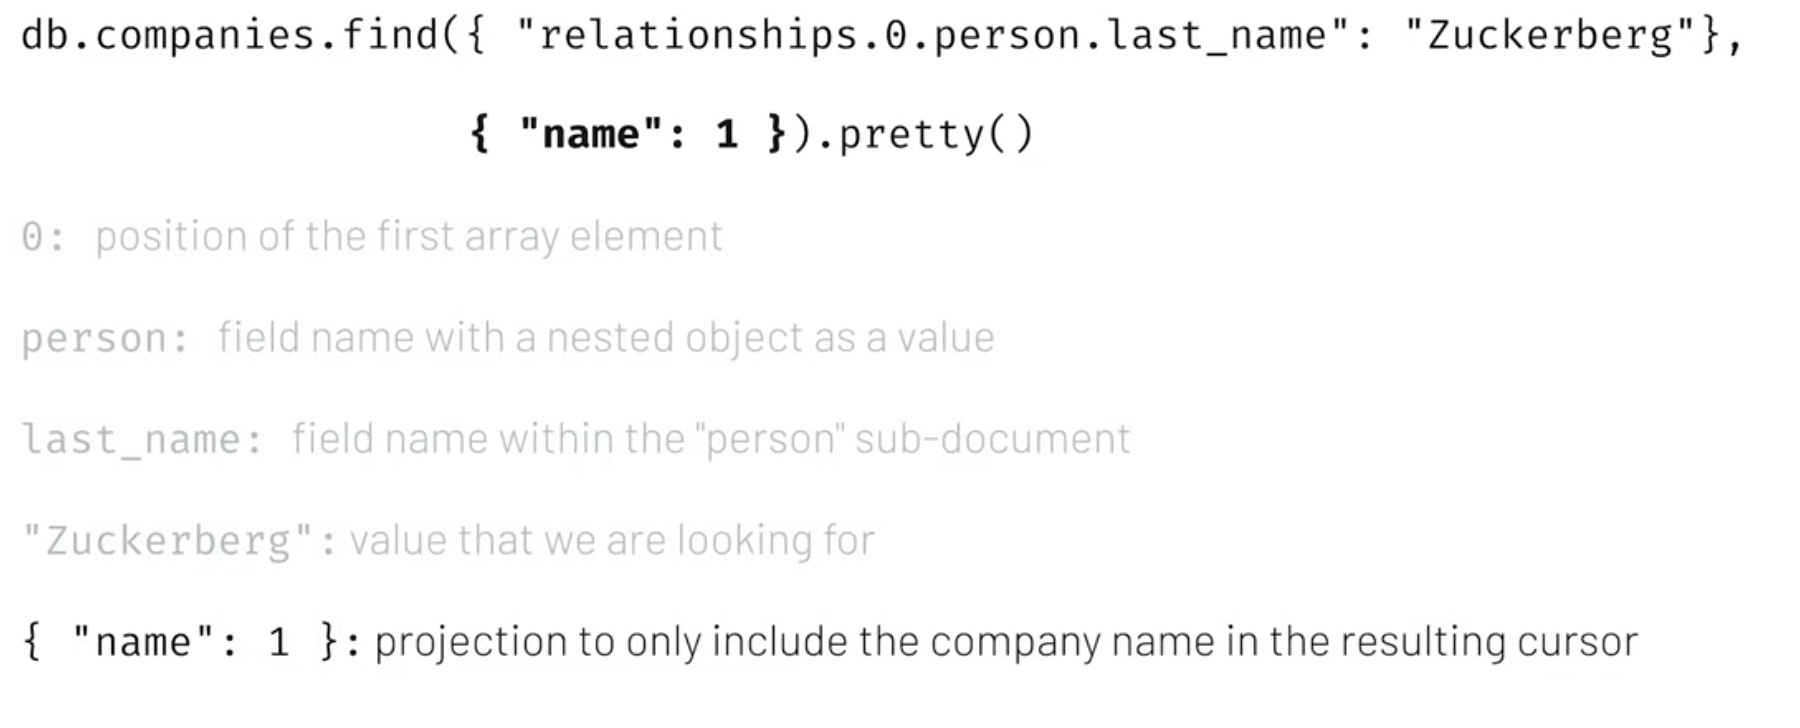 db.companies.find({ "relationships.0.person.last_name": "Zuckerberg"},
{ "name": 1 }).pretty()
0: position of the first array element
person: field name with a nested object as a value
last_name: field name within the "person" sub-document
"Zuckerberg": value that we are looking for
{ "name": 1 }: projection to only include the company name in the resulting cursor